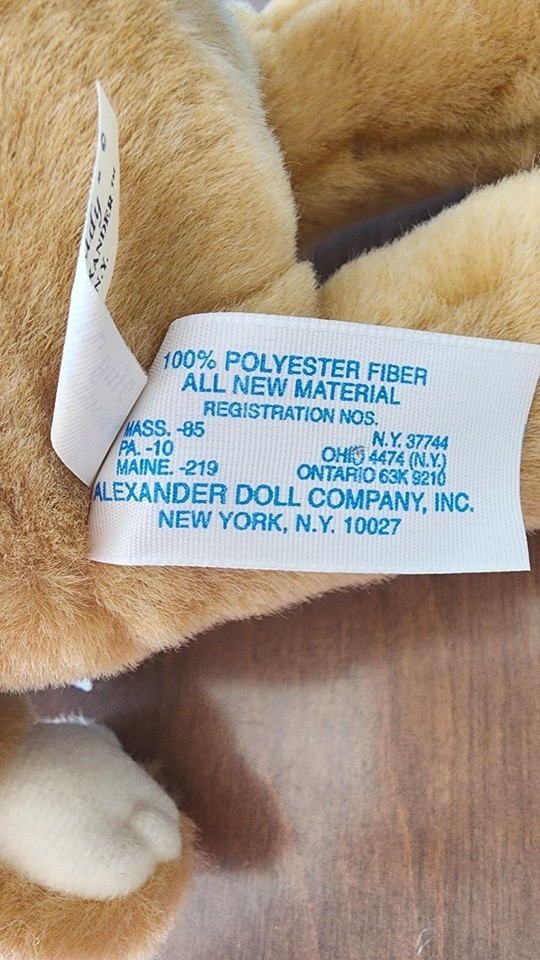 100% POLYESTER FIBER
ALL NEW MATERIAL
REGISTRATION NOS.
MASS. -85 N.Y. 37744
PA. -10 OHIO 4474 (N.Y.)
MAINE. -219 ONTARIO 63K 9210
ALEXANDER DOLL COMPANY, INC.
NEW YORK, N.Y. 10027
N.Y.